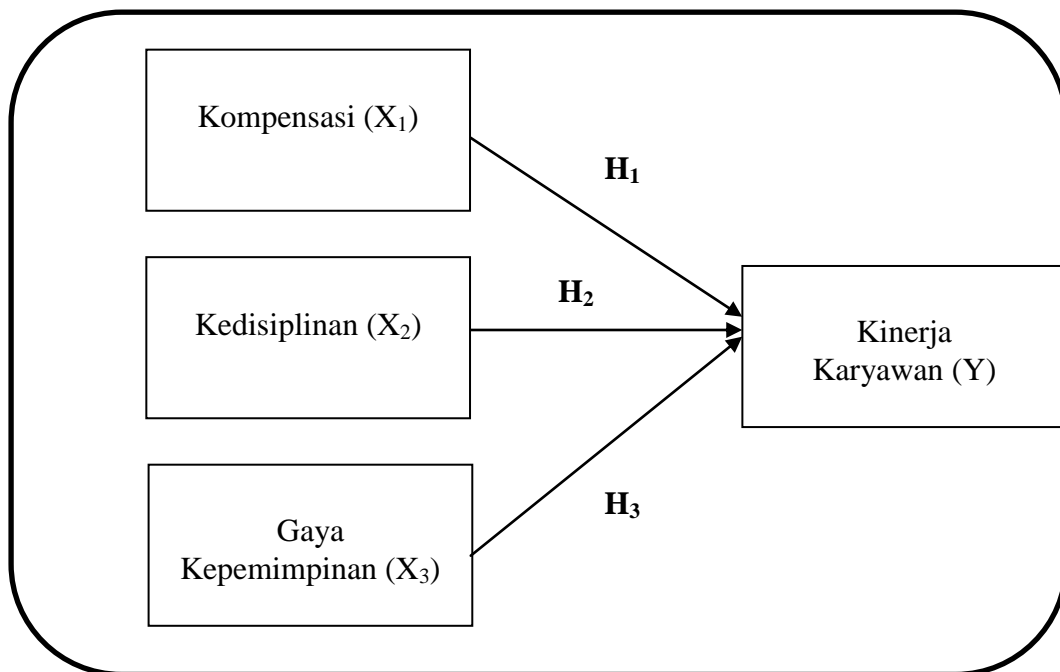 Kompensasi (X₁)
H₁
Kedisiplinan (X₂)
H₂
Kinerja
Karyawan (Y)
Gaya
Kepemimpinan (X₃)
H₃